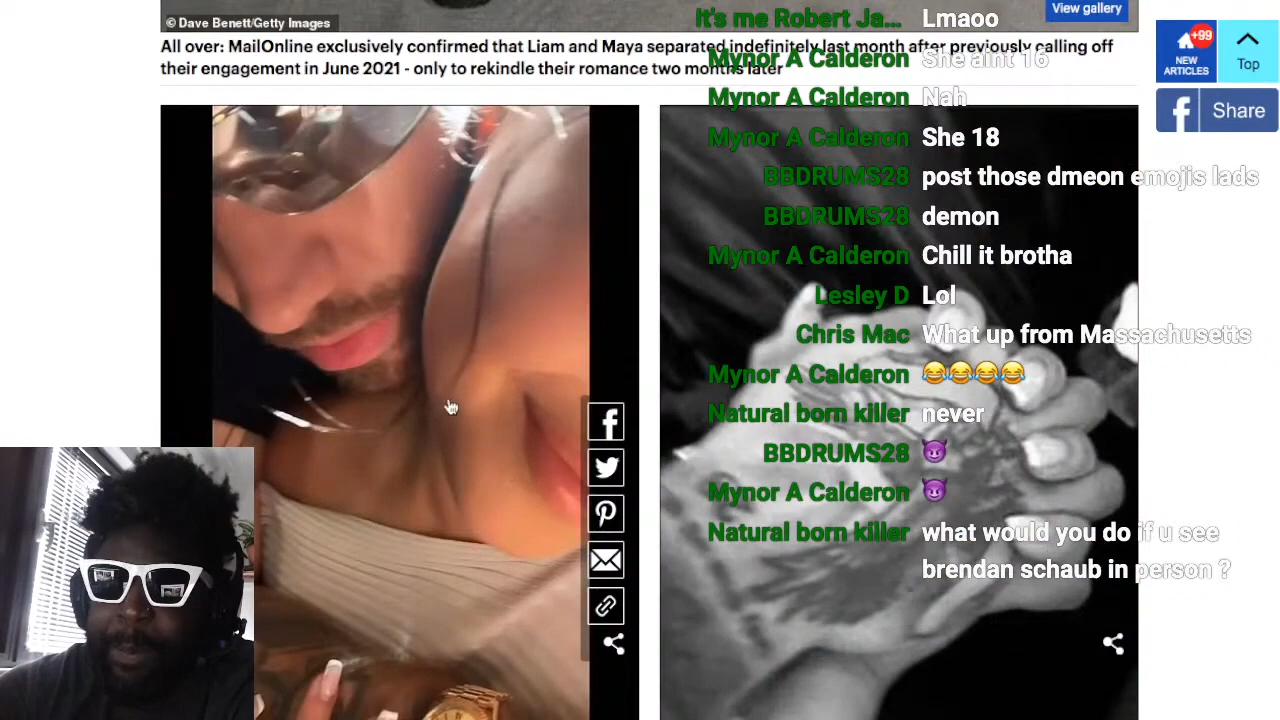 © Dave Benett/Getty Images
View gallery
All over: MailOnline exclusively confirmed that Liam and Maya separated indefinitely last month after previously calling off
their engagement in June 2021 - only to rekindle their romance two months later
+99
NEW
ARTICLES
Top
Share
It's me Robert Ja... Lmaoo
Mynor A Calderon She aint 16
Mynor A Calderon Nah
Mynor A Calderon She 18
BBDRUMS28 post those dmeon emojis lads
BBDRUMS28 demon
Mynor A Calderon Chill it brotha
Lesley D Lol
Chris Mac What up from Massachusetts
Mynor A Calderon 😂😂😂😂
Natural born killer never
BBDRUMS28 😈
Mynor A Calderon 😈
Natural born killer what would you do if u see
brendan schaub in person ?